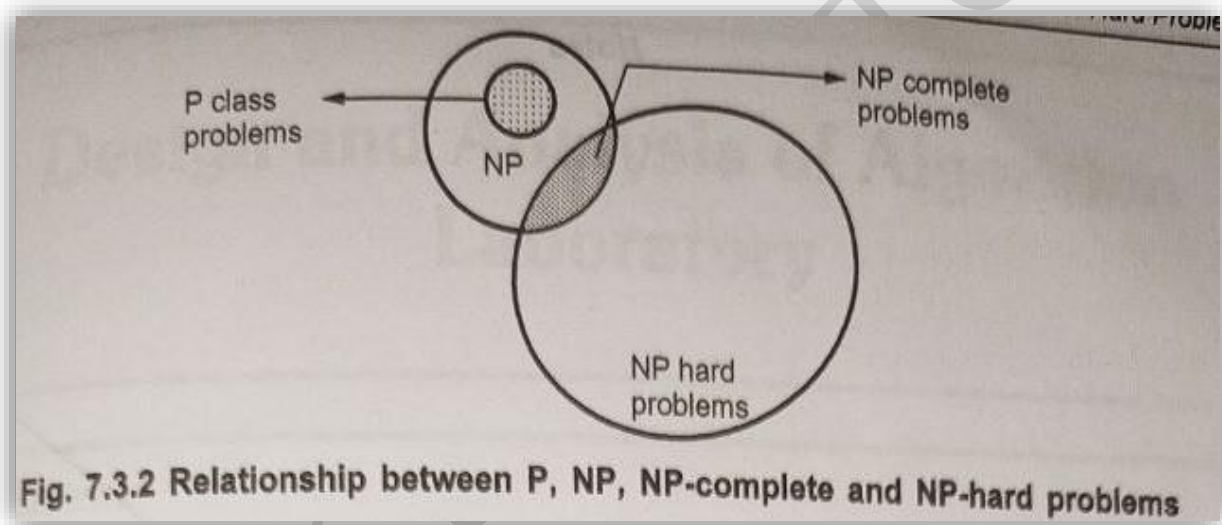 P class
problems
NP
NP complete
problems
NP hard
problems
Fig. 7.3.2 Relationship between P, NP, NP-complete and NP-hard problems